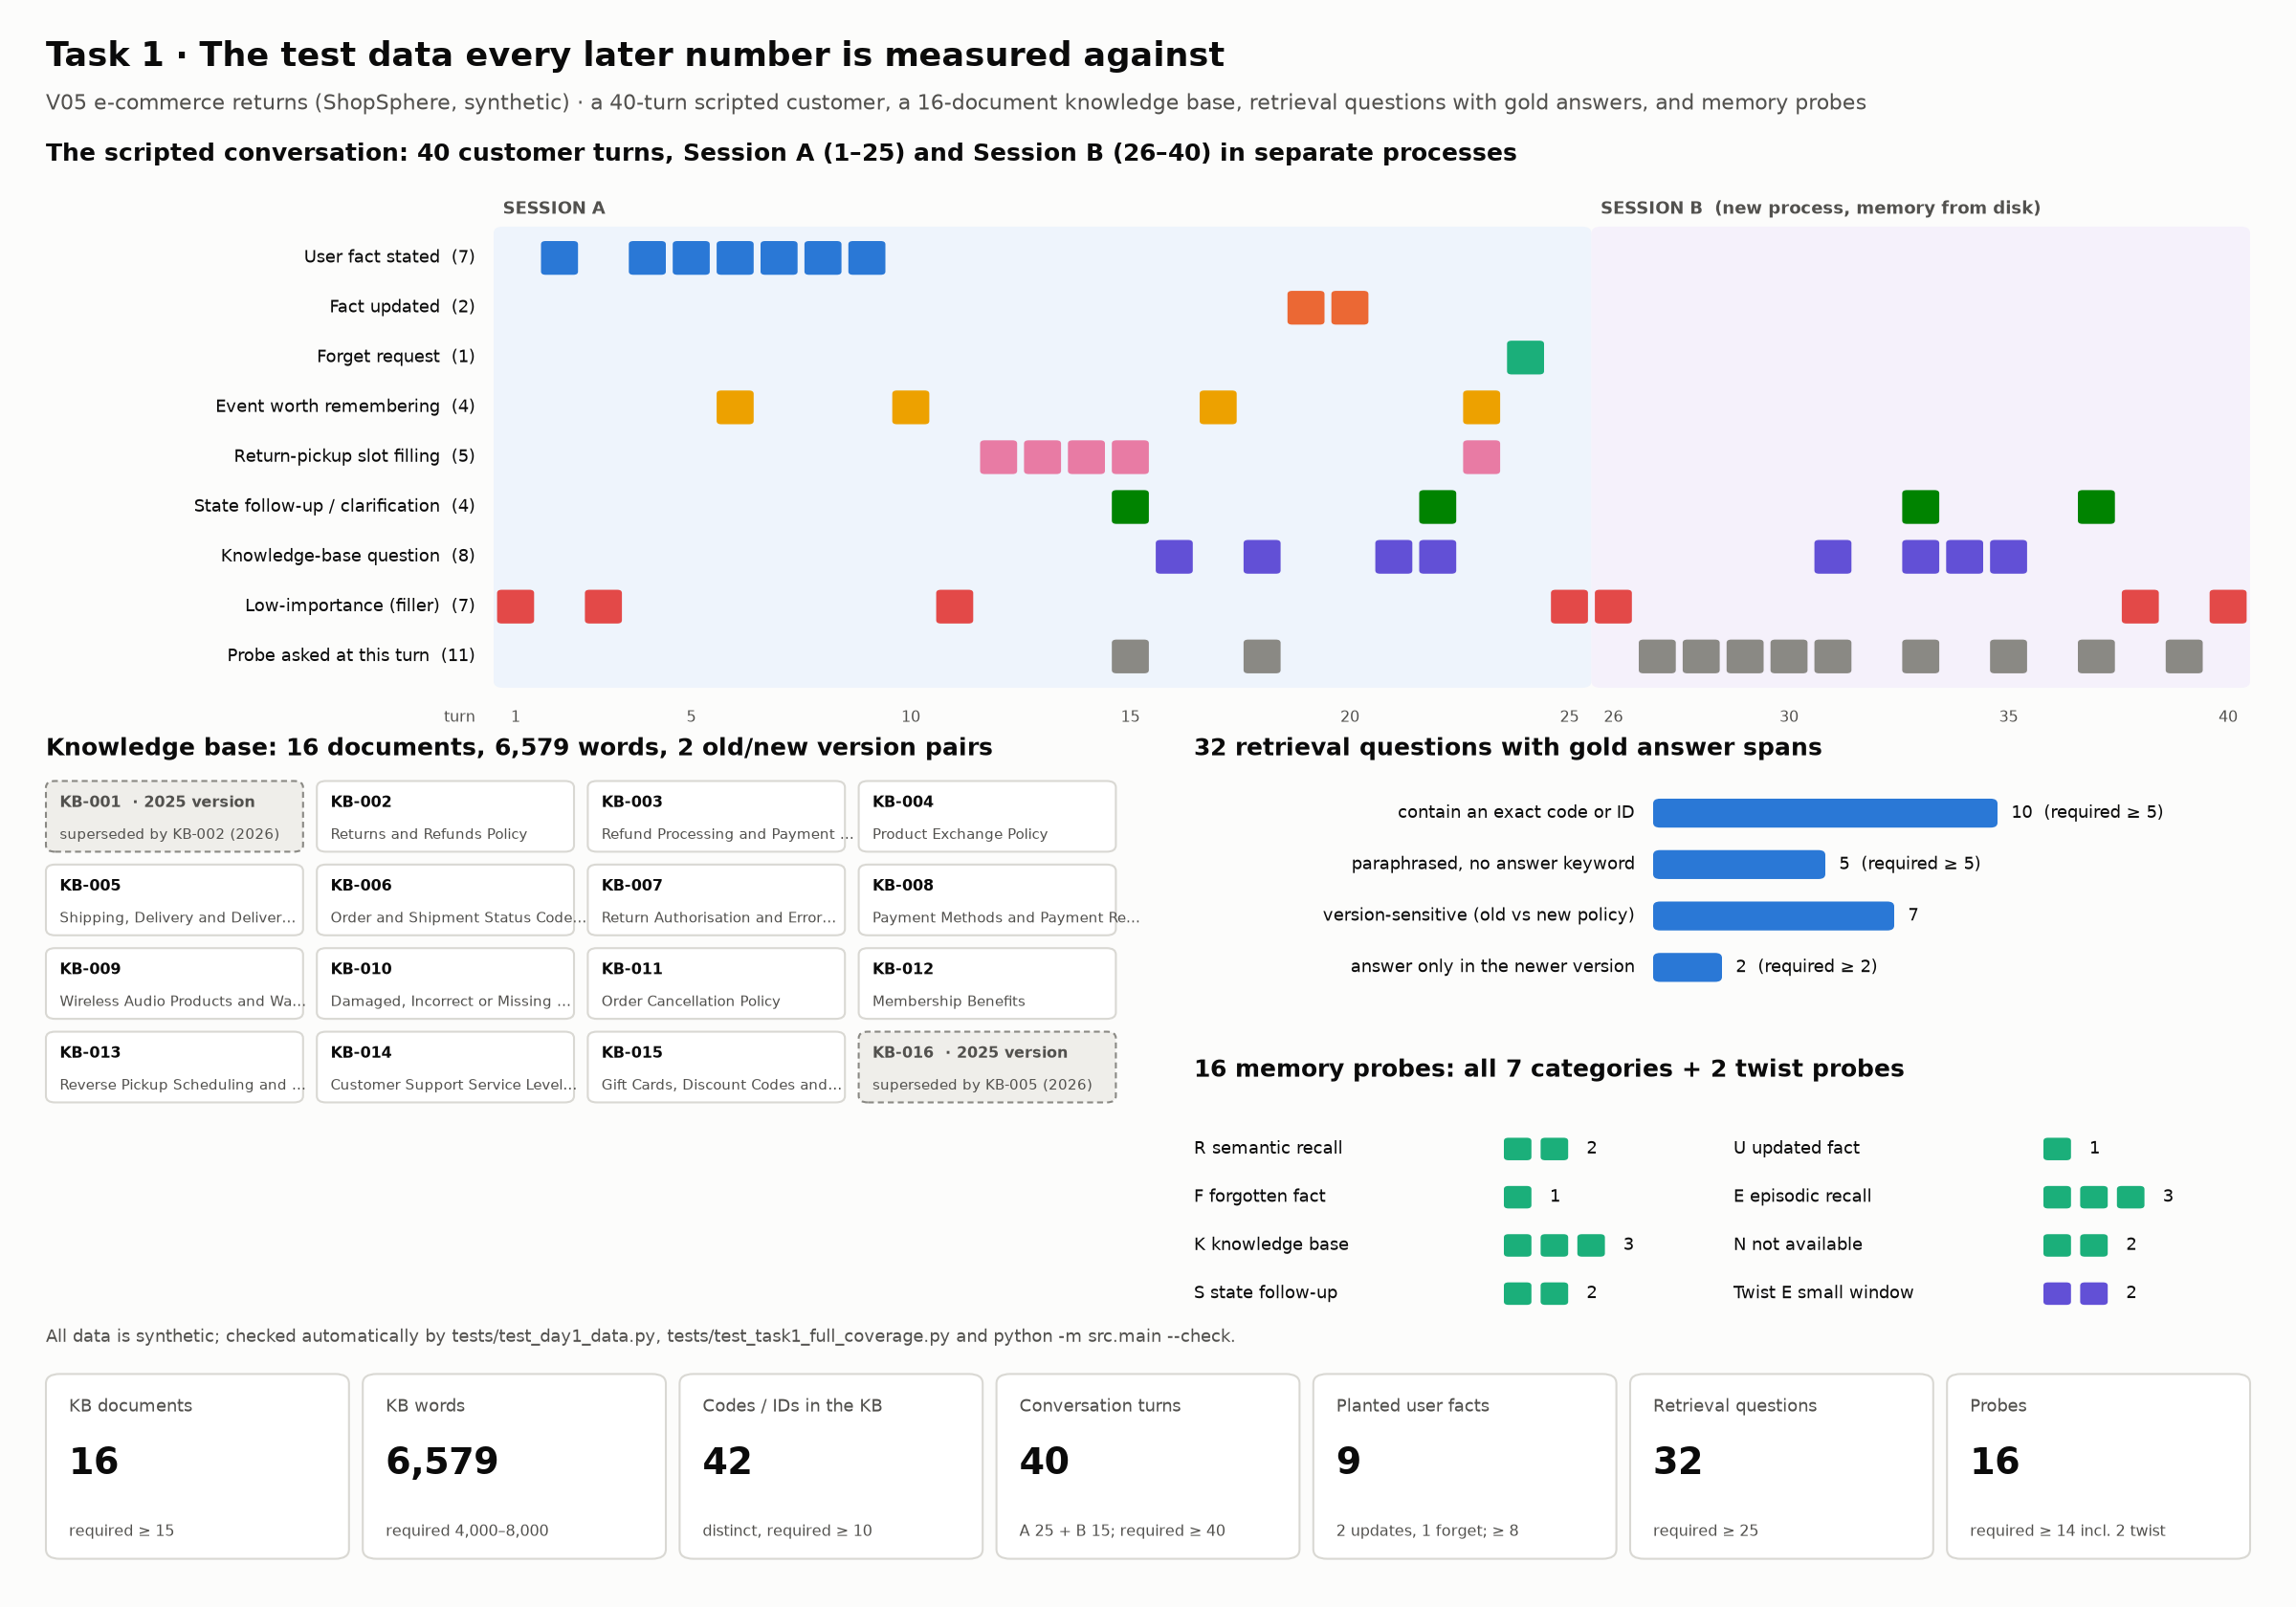 Task 1 · The test data every later number is measured against
V05 e-commerce returns (ShopSphere, synthetic) · a 40-turn scripted customer, a 16-document knowledge base, retrieval questions with gold answers, and memory probes
The scripted conversation: 40 customer turns, Session A (1–25) and Session B (26–40) in separate processes
SESSION A
SESSION B (new process, memory from disk)
User fact stated (7)
Fact updated (2)
Forget request (1)
Event worth remembering (4)
Return-pickup slot filling (5)
State follow-up / clarification (4)
Knowledge-base question (8)
Low-importance (filler) (7)
Probe asked at this turn (11)
turn 1 5 10 15 20 25 26 30 35 40
Knowledge base: 16 documents, 6,579 words, 2 old/new version pairs
KB-001 · 2025 version
superseded by KB-002 (2026)
KB-002
Returns and Refunds Policy
KB-003
Refund Processing and Payment ...
KB-004
Product Exchange Policy
KB-005
Shipping, Delivery and Deliver...
KB-006
Order and Shipment Status Code...
KB-007
Return Authorisation and Error...
KB-008
Payment Methods and Payment Re...
KB-009
Wireless Audio Products and Wa...
KB-010
Damaged, Incorrect or Missing ...
KB-011
Order Cancellation Policy
KB-012
Membership Benefits
KB-013
Reverse Pickup Scheduling and ...
KB-014
Customer Support Service Level...
KB-015
Gift Cards, Discount Codes and...
KB-016 · 2025 version
superseded by KB-005 (2026)
32 retrieval questions with gold answer spans
contain an exact code or ID 10 (required ≥ 5)
paraphrased, no answer keyword 5 (required ≥ 5)
version-sensitive (old vs new policy) 7
answer only in the newer version 2 (required ≥ 2)
16 memory probes: all 7 categories + 2 twist probes
R semantic recall 2
U updated fact 1
F forgotten fact 1
E episodic recall 3
K knowledge base 3
N not available 2
S state follow-up 2
Twist E small window 2
All data is synthetic; checked automatically by tests/test_day1_data.py, tests/test_task1_full_coverage.py and python -m src.main --check.
KB documents
16
required ≥ 15
KB words
6,579
required 4,000–8,000
Codes / IDs in the KB
42
distinct, required ≥ 10
Conversation turns
40
A 25 + B 15; required ≥ 40
Planted user facts
9
2 updates, 1 forget; ≥ 8
Retrieval questions
32
required ≥ 25
Probes
16
required ≥ 14 incl. 2 twist